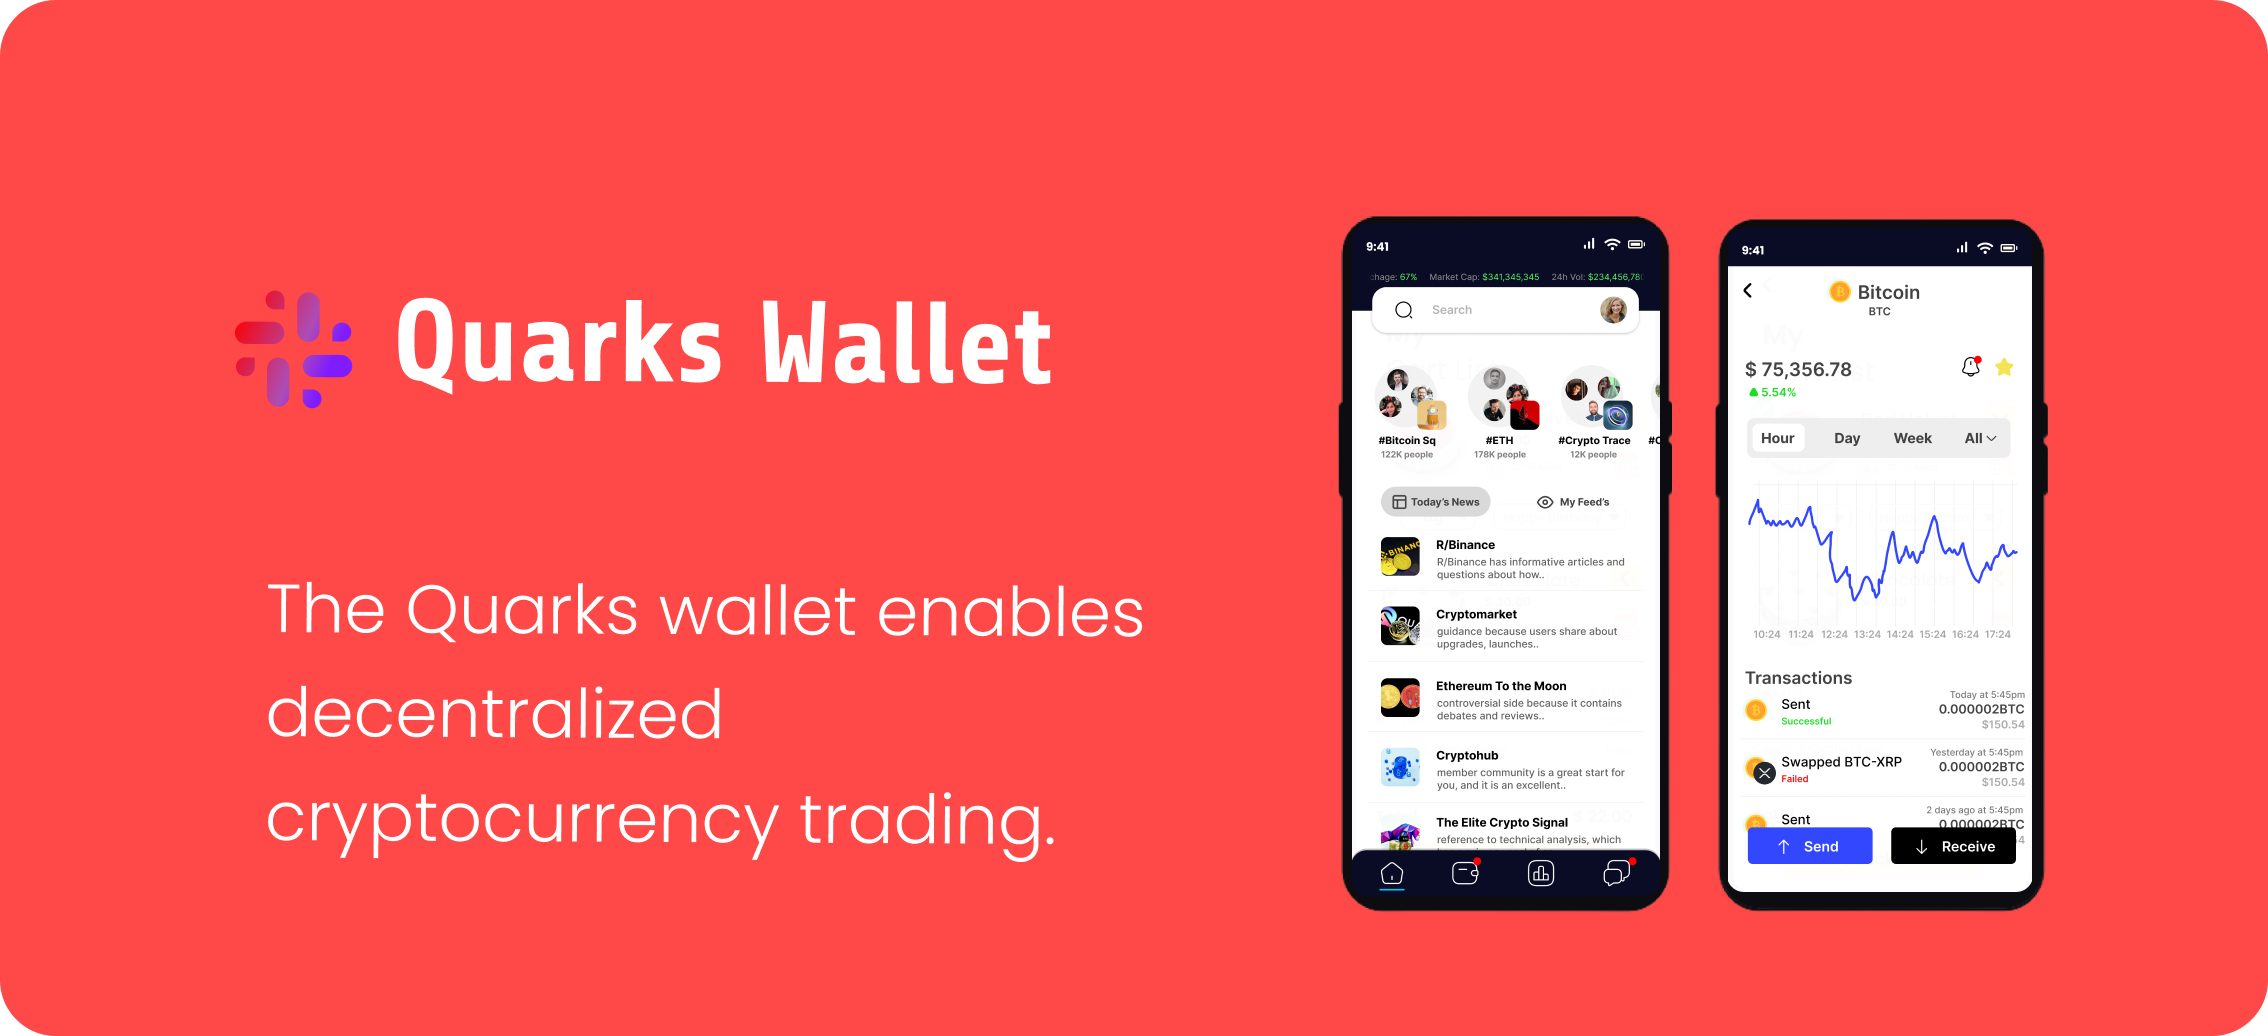 Quarks Wallet
The Quarks wallet enables
decentralized
cryptocurrency trading.
9:41
chage: 67% Market Cap: $341,345,345 24h Vol: $234,456,78
Search
#Bitcoin Sq #ETH #Crypto Trace
122K people 178K people 12K people
Today's News My Feed's
R/Binance
R/Binance has informative articles and
questions about how..
Cryptomarket
guidance because users share about
upgrades, launches..
Ethereum To the Moon
controversial side because it contains
debates and reviews..
Cryptohub
member community is a great start for
you, and it is an excellent..
The Elite Crypto Signal
reference to technical analysis, which
9:41
Bitcoin
BTC
$ 75,356.78
5.54%
Hour Day Week All
10:24 11:24 12:24 13:24 14:24 15:24 16:24 17:24
Transactions
Today at 5:45pm
Sent 0.000002BTC
Successful $150.54
Yesterday at 5:45pm
Swapped BTC-XRP 0.000002BTC
Failed $150.54
2 days ago at 5:45pm
Sent 0.000002BTC
Send Receive